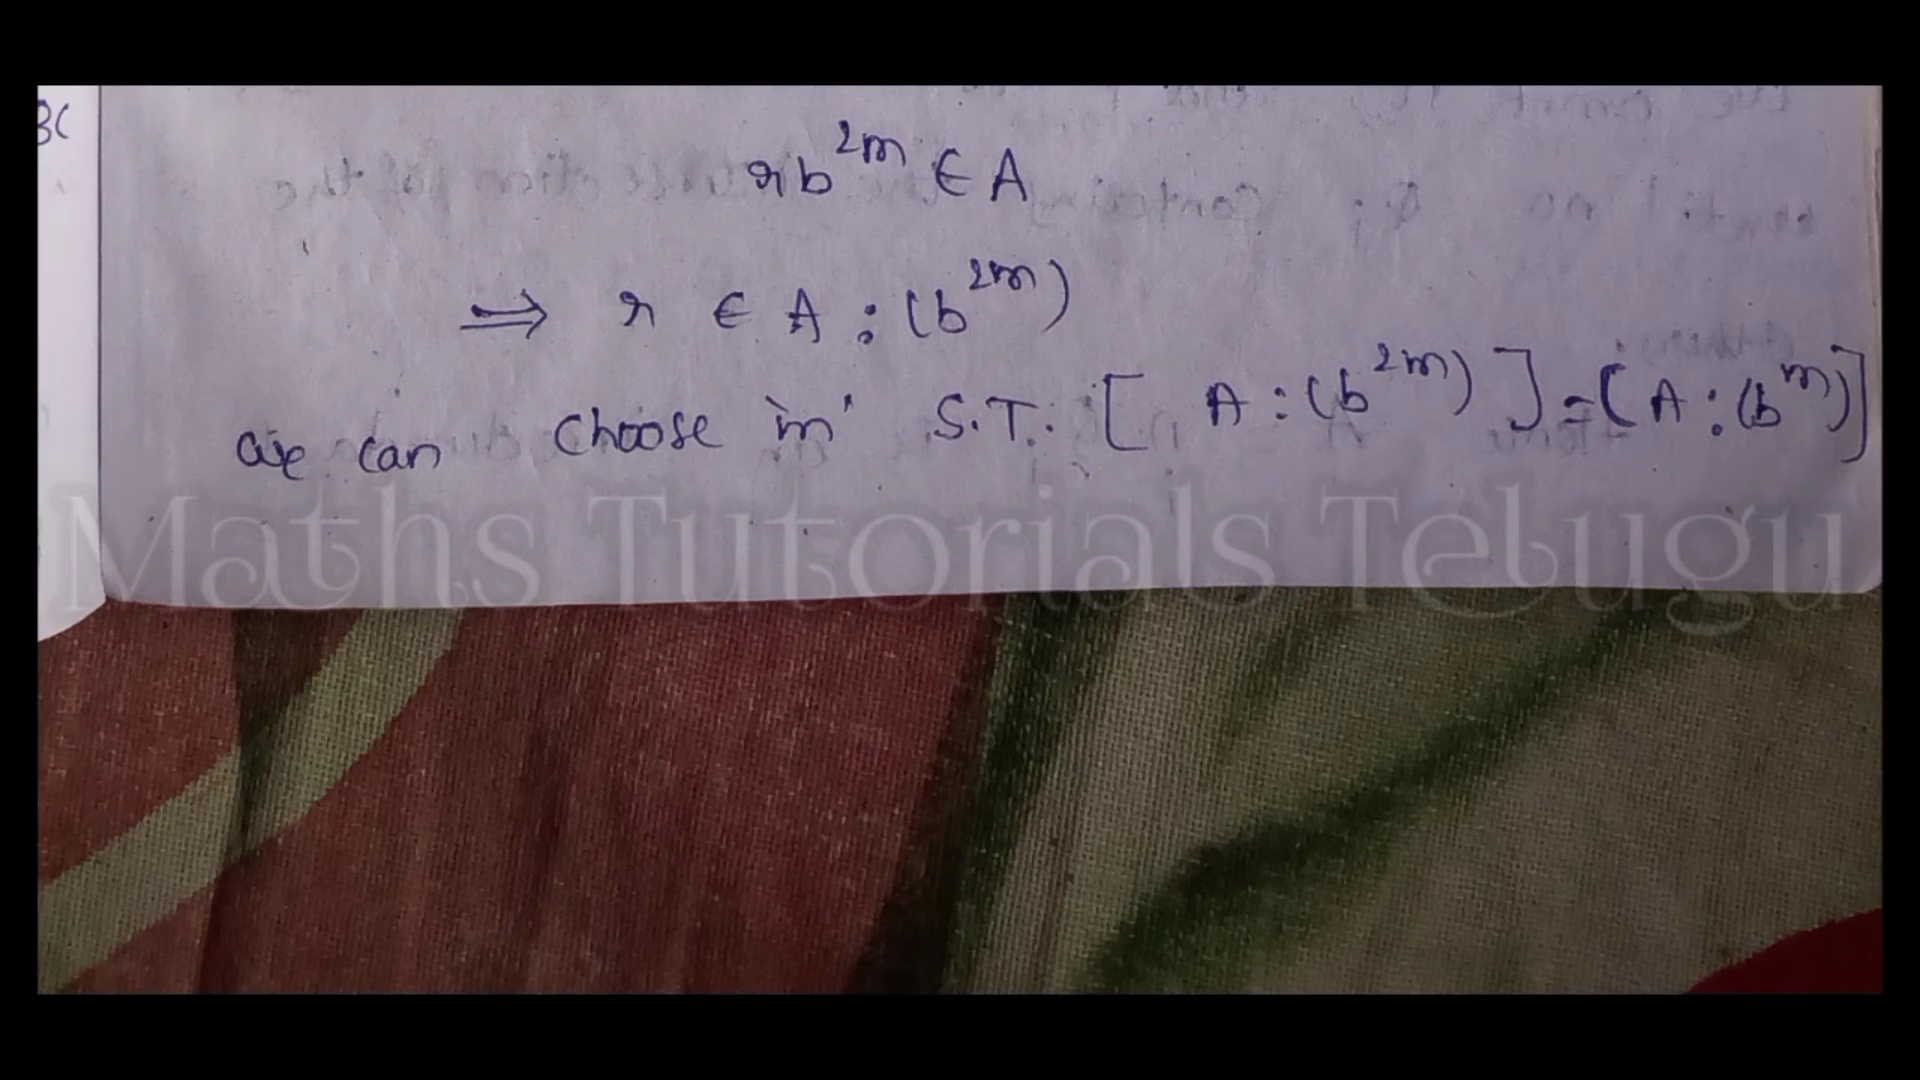 rb^{2m} ∈ A
⇒ r ∈ A : (b^{2m})
we can choose 'm' S.T. [ A : (b^{2m}) ] = [ A : (b^m) ]
Maths Tutorials Telugu